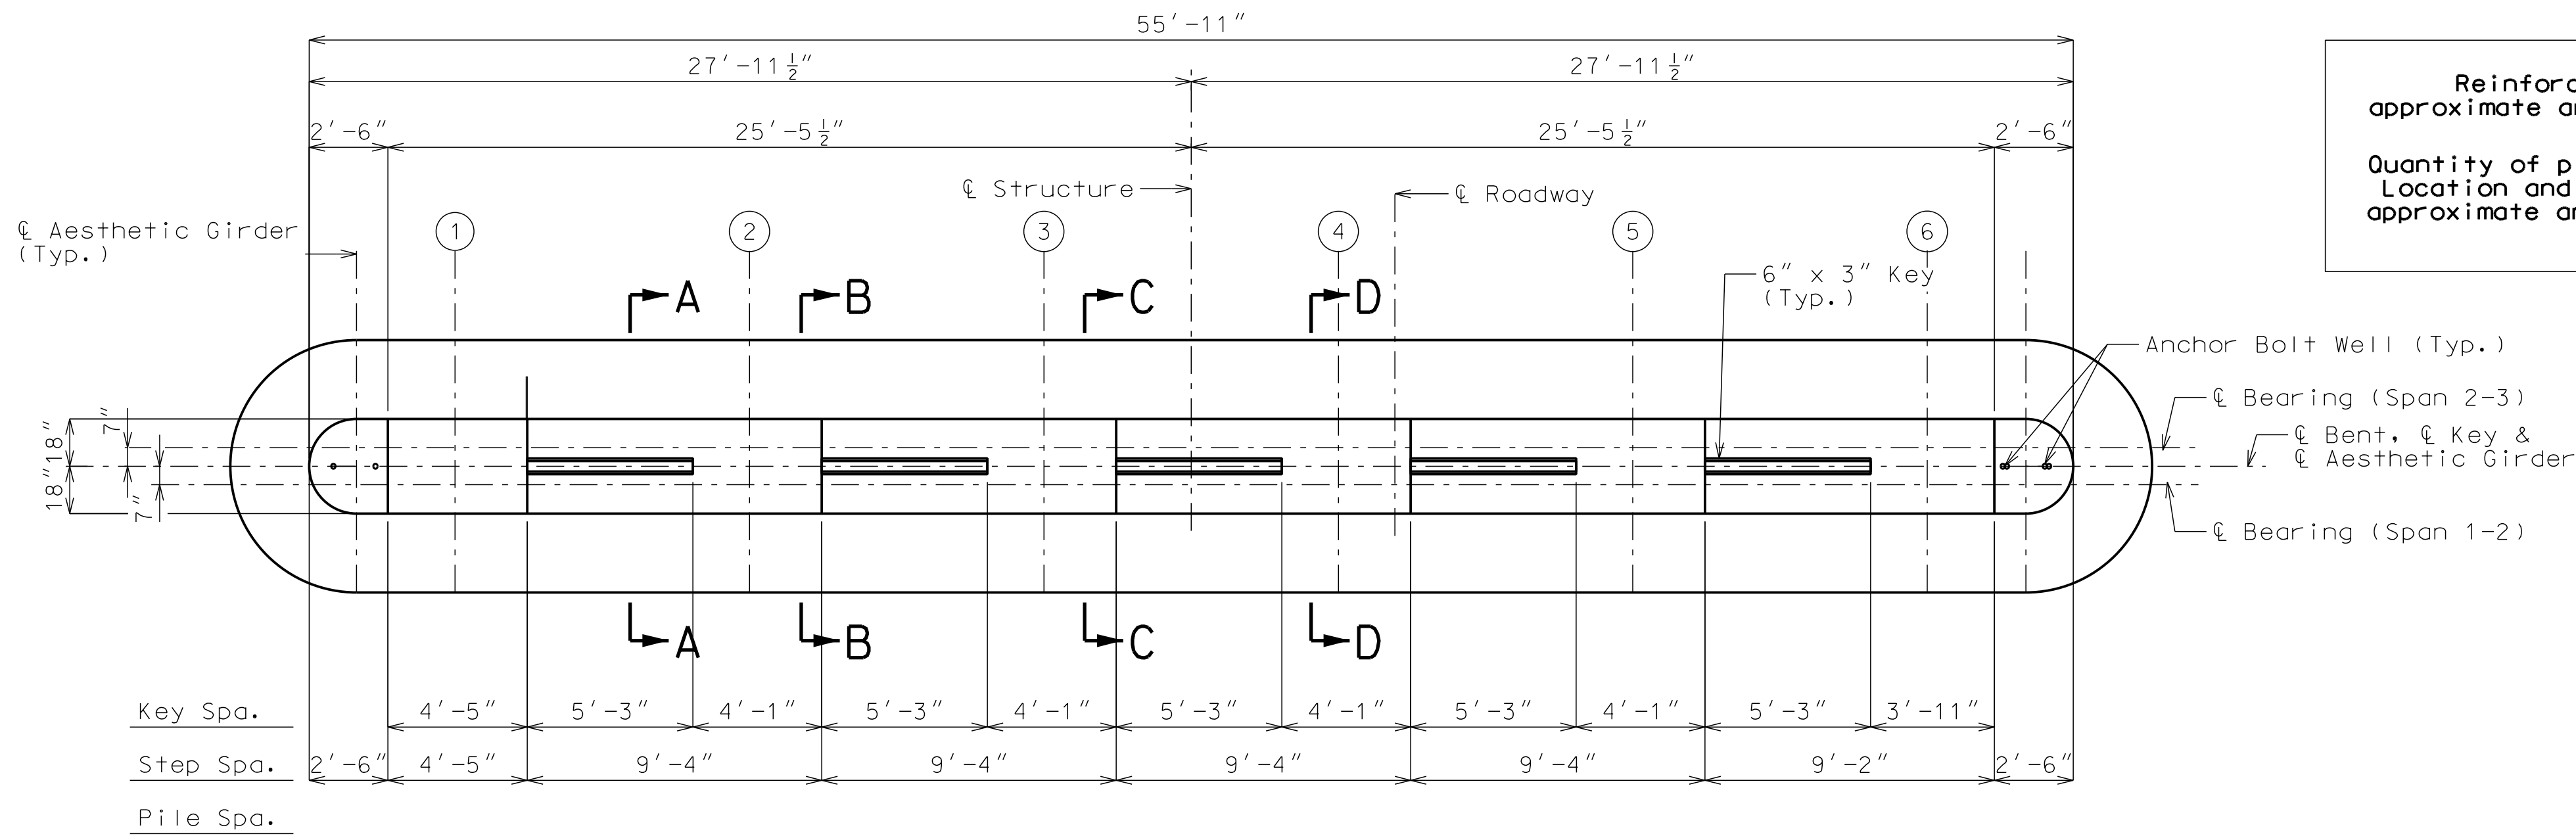 55'-11"
27'-11½" 27'-11½"
2'-6" 25'-5½" 25'-5½" 2'-6"
℄ Structure
℄ Roadway
℄ Aesthetic Girder
(Typ.)
1 2 3 4 5 6
A B C D
6" x 3" Key
(Typ.)
Anchor Bolt Well (Typ.)
℄ Bearing (Span 2-3)
℄ Bent, ℄ Key &
℄ Aesthetic Girder
℄ Bearing (Span 1-2)
18" 7"
18" 7"
A B C D
Key Spa. 4'-5" 5'-3" 4'-1" 5'-3" 4'-1" 5'-3" 4'-1" 5'-3" 4'-1" 5'-3" 3'-11"
Step Spa. 2'-6" 4'-5" 9'-4" 9'-4" 9'-4" 9'-4" 9'-2" 2'-6"
Pile Spa.
approximate
Quantity of
Location and
approximate